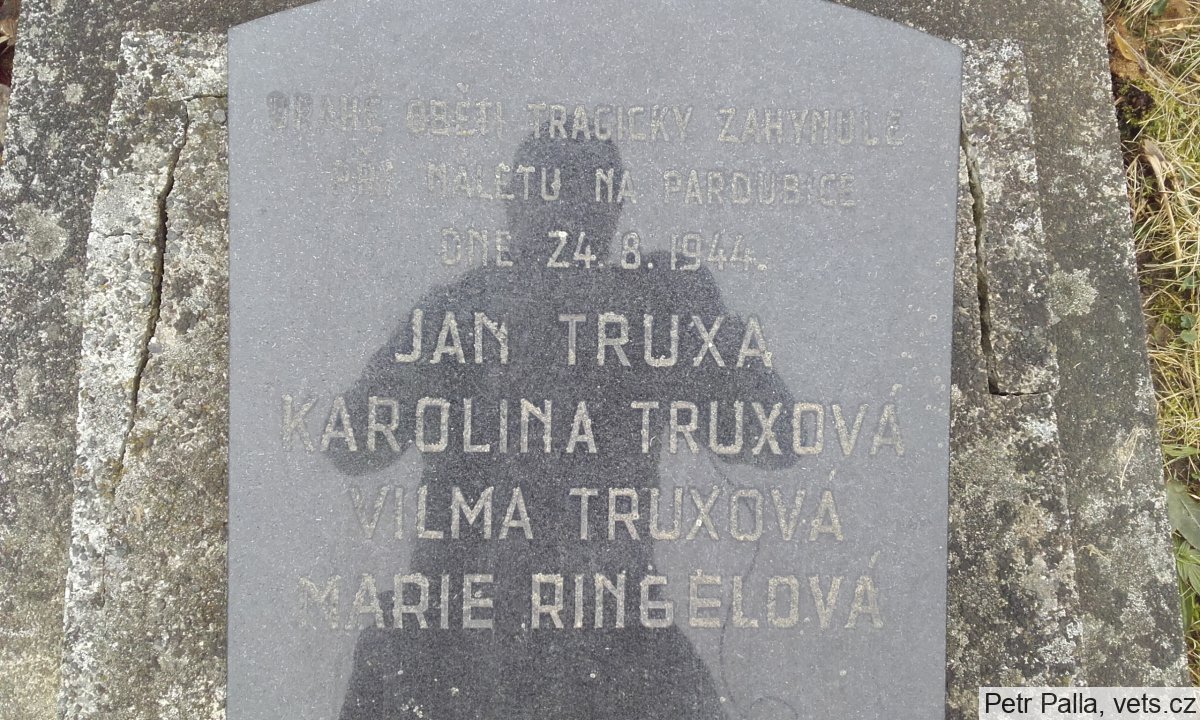 DRAHÉ OBĚTI TRAGICKY ZAHYNULÉ
PŘI NÁLETU NA PARDUBICE
DNE 24. 8. 1944.
JAN TRUXA
KAROLINA TRUXOVÁ
VILMA TRUXOVÁ
MARIE RINGELOVÁ
Petr Palla, vets.cz